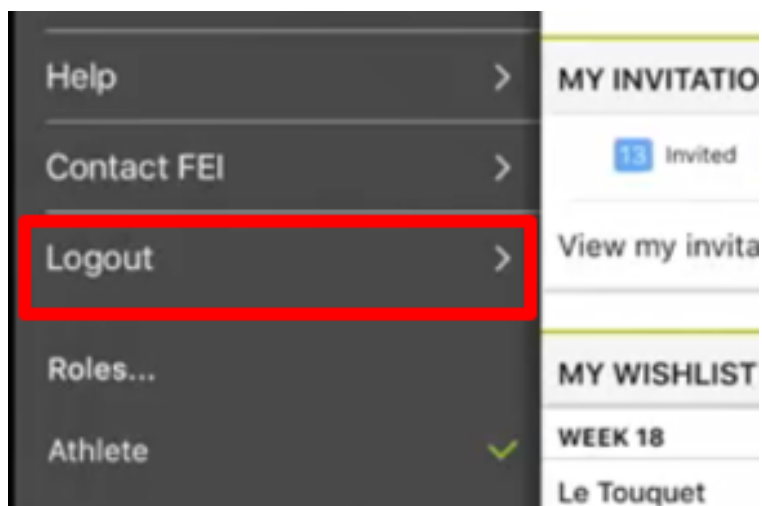 Help
Contact FEI
Logout
Roles...
Athlete
MY INVITATIO
13 Invited
View my invita
MY WISHLIST
WEEK 18
Le Touquet